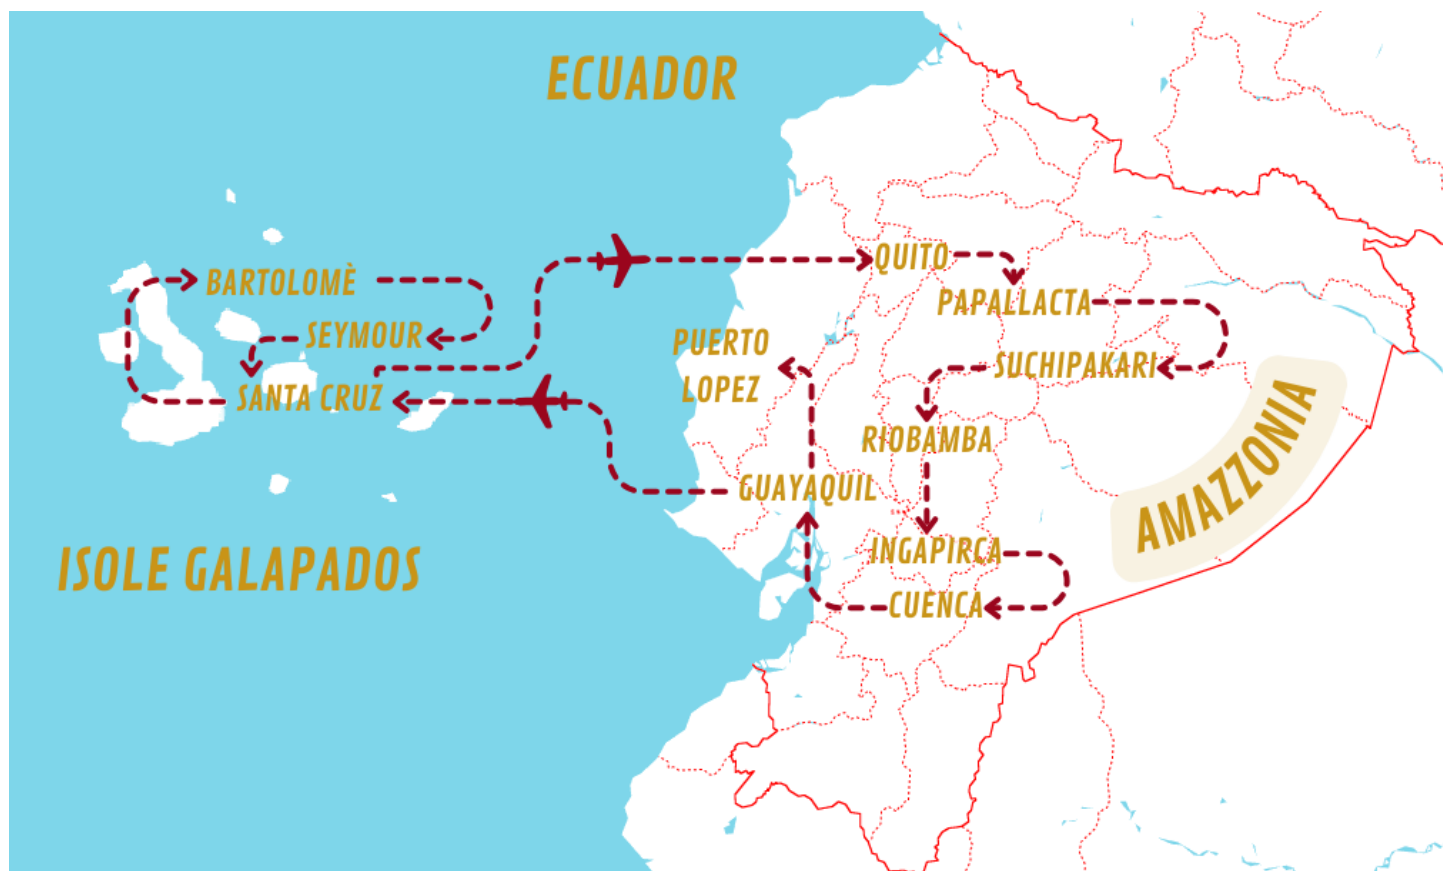 ECUADOR
QUITO
BARTOLOMÈ
PAPALLACTA
SEYMOUR
PUERTO
LOPEZ
SUCHIPAKARI
SANTA CRUZ
RIOBAMBA
AMAZZONIA
GUAYAQUIL
INGAPIRCA
ISOLE GALAPADOS
CUENCA